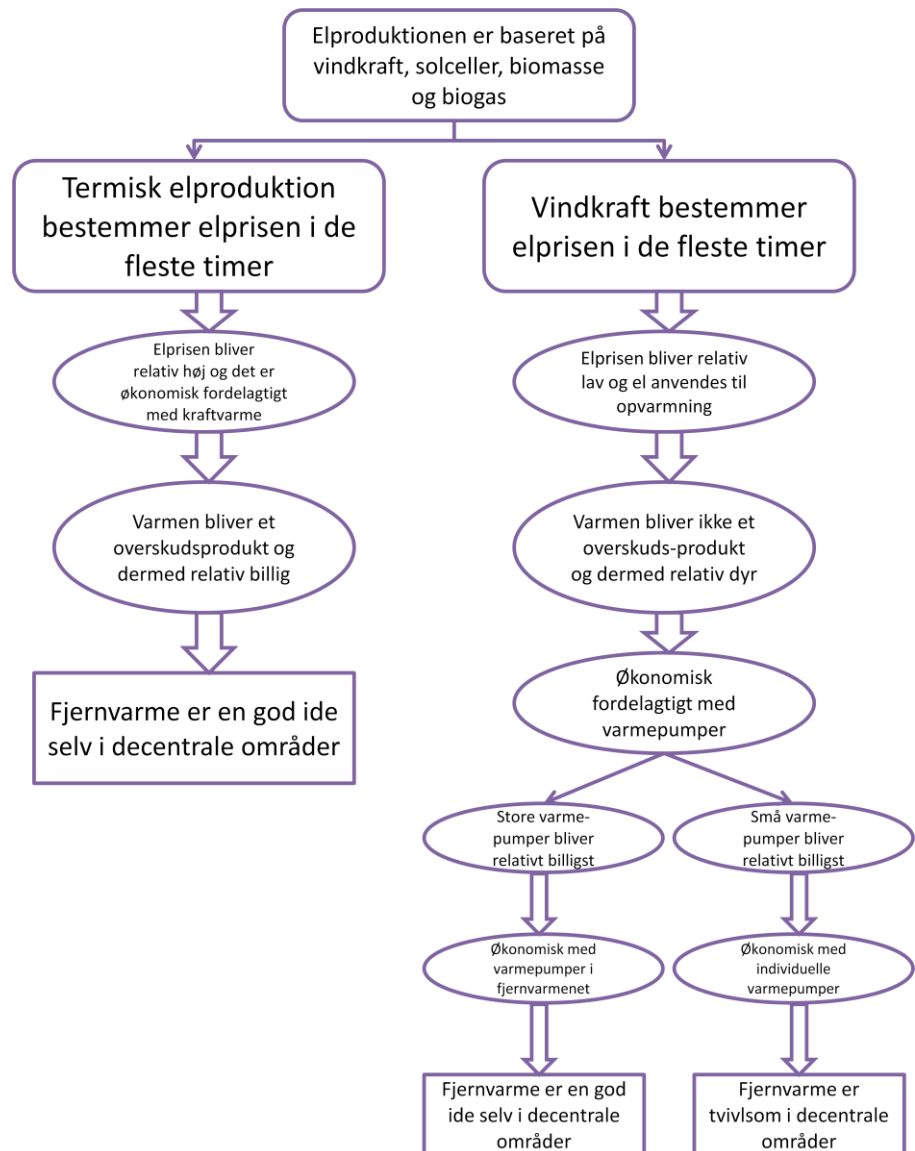 Elproduktionen er baseret på
vindkraft, solceller, biomasse
og biogas
Termisk elproduktion
bestemmer elprisen i de
fleste timer
Vindkraft bestemmer
elprisen i de fleste timer
Elprisen bliver
relativ høj og det er
økonomisk fordelagtigt
med kraftvarme
Elprisen bliver relativ
lav og el anvendes til
opvarmning
Varmen bliver et
overskudsprodukt og
dermed relativ billig
Varmen bliver ikke et
overskuds-produkt
og dermed relativ dyr
Fjernvarme er en god ide
selv i decentrale områder
Økonomisk
fordelagtigt med
varmepumper
Store varme-
pumper bliver
relativt billigst
Små varme-
pumper bliver
relativt billigst
Økonomisk med
varmepumper i
fjernvarmenet
Økonomisk med
individuelle
varmepumper
Fjernvarme er en god
ide selv i decentrale
områder
Fjernvarme er
tvivlsom i decentrale
områder